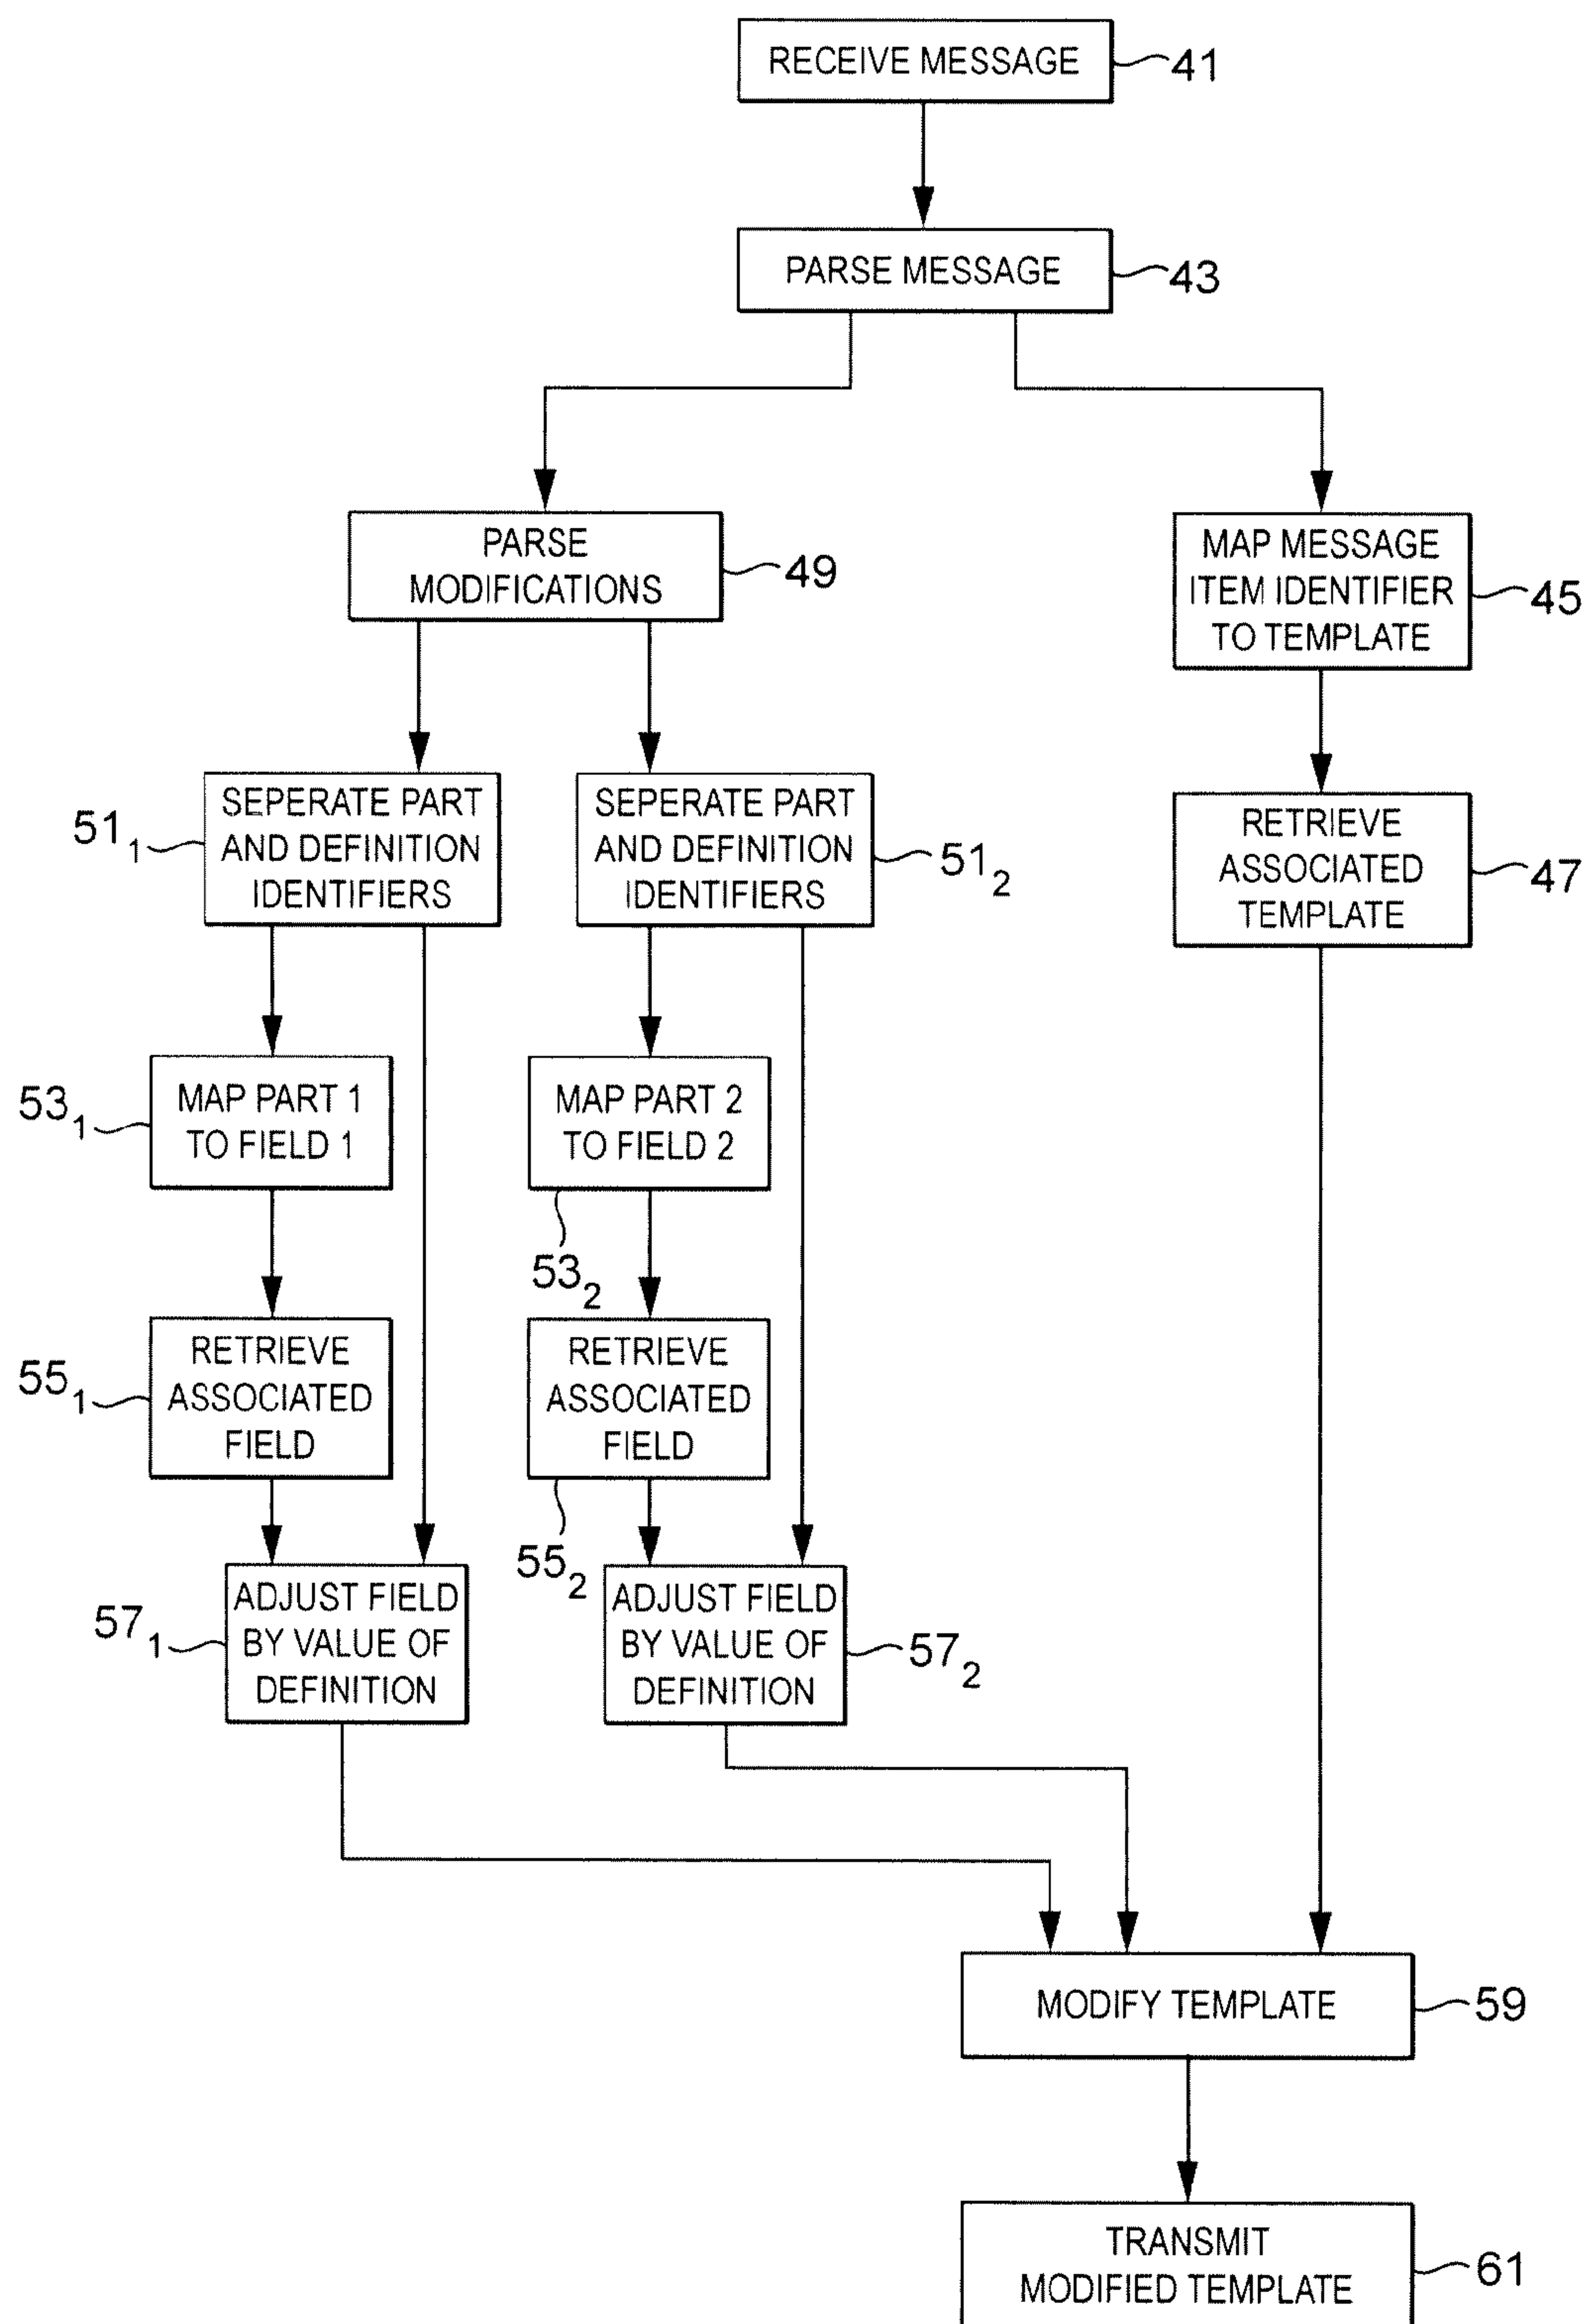 RECEIVE MESSAGE
41
PARSE MESSAGE
43
PARSE
MODIFICATIONS
49
MAP MESSAGE
ITEM IDENTIFIER
TO TEMPLATE
45
51 1
SEPERATE PART
AND DEFINITION
IDENTIFIERS
SEPERATE PART
AND DEFINITION
IDENTIFIERS
51 2
RETRIEVE
ASSOCIATED
TEMPLATE
47
53 1
MAP PART 1
TO FIELD 1
MAP PART 2
TO FIELD 2
53 2
55 1
RETRIEVE
ASSOCIATED
FIELD
RETRIEVE
ASSOCIATED
FIELD
55 2
57 1
ADJUST FIELD
BY VALUE OF
DEFINITION
ADJUST FIELD
BY VALUE OF
DEFINITION
57 2
MODIFY TEMPLATE
59
TRANSMIT
MODIFIED TEMPLATE
61